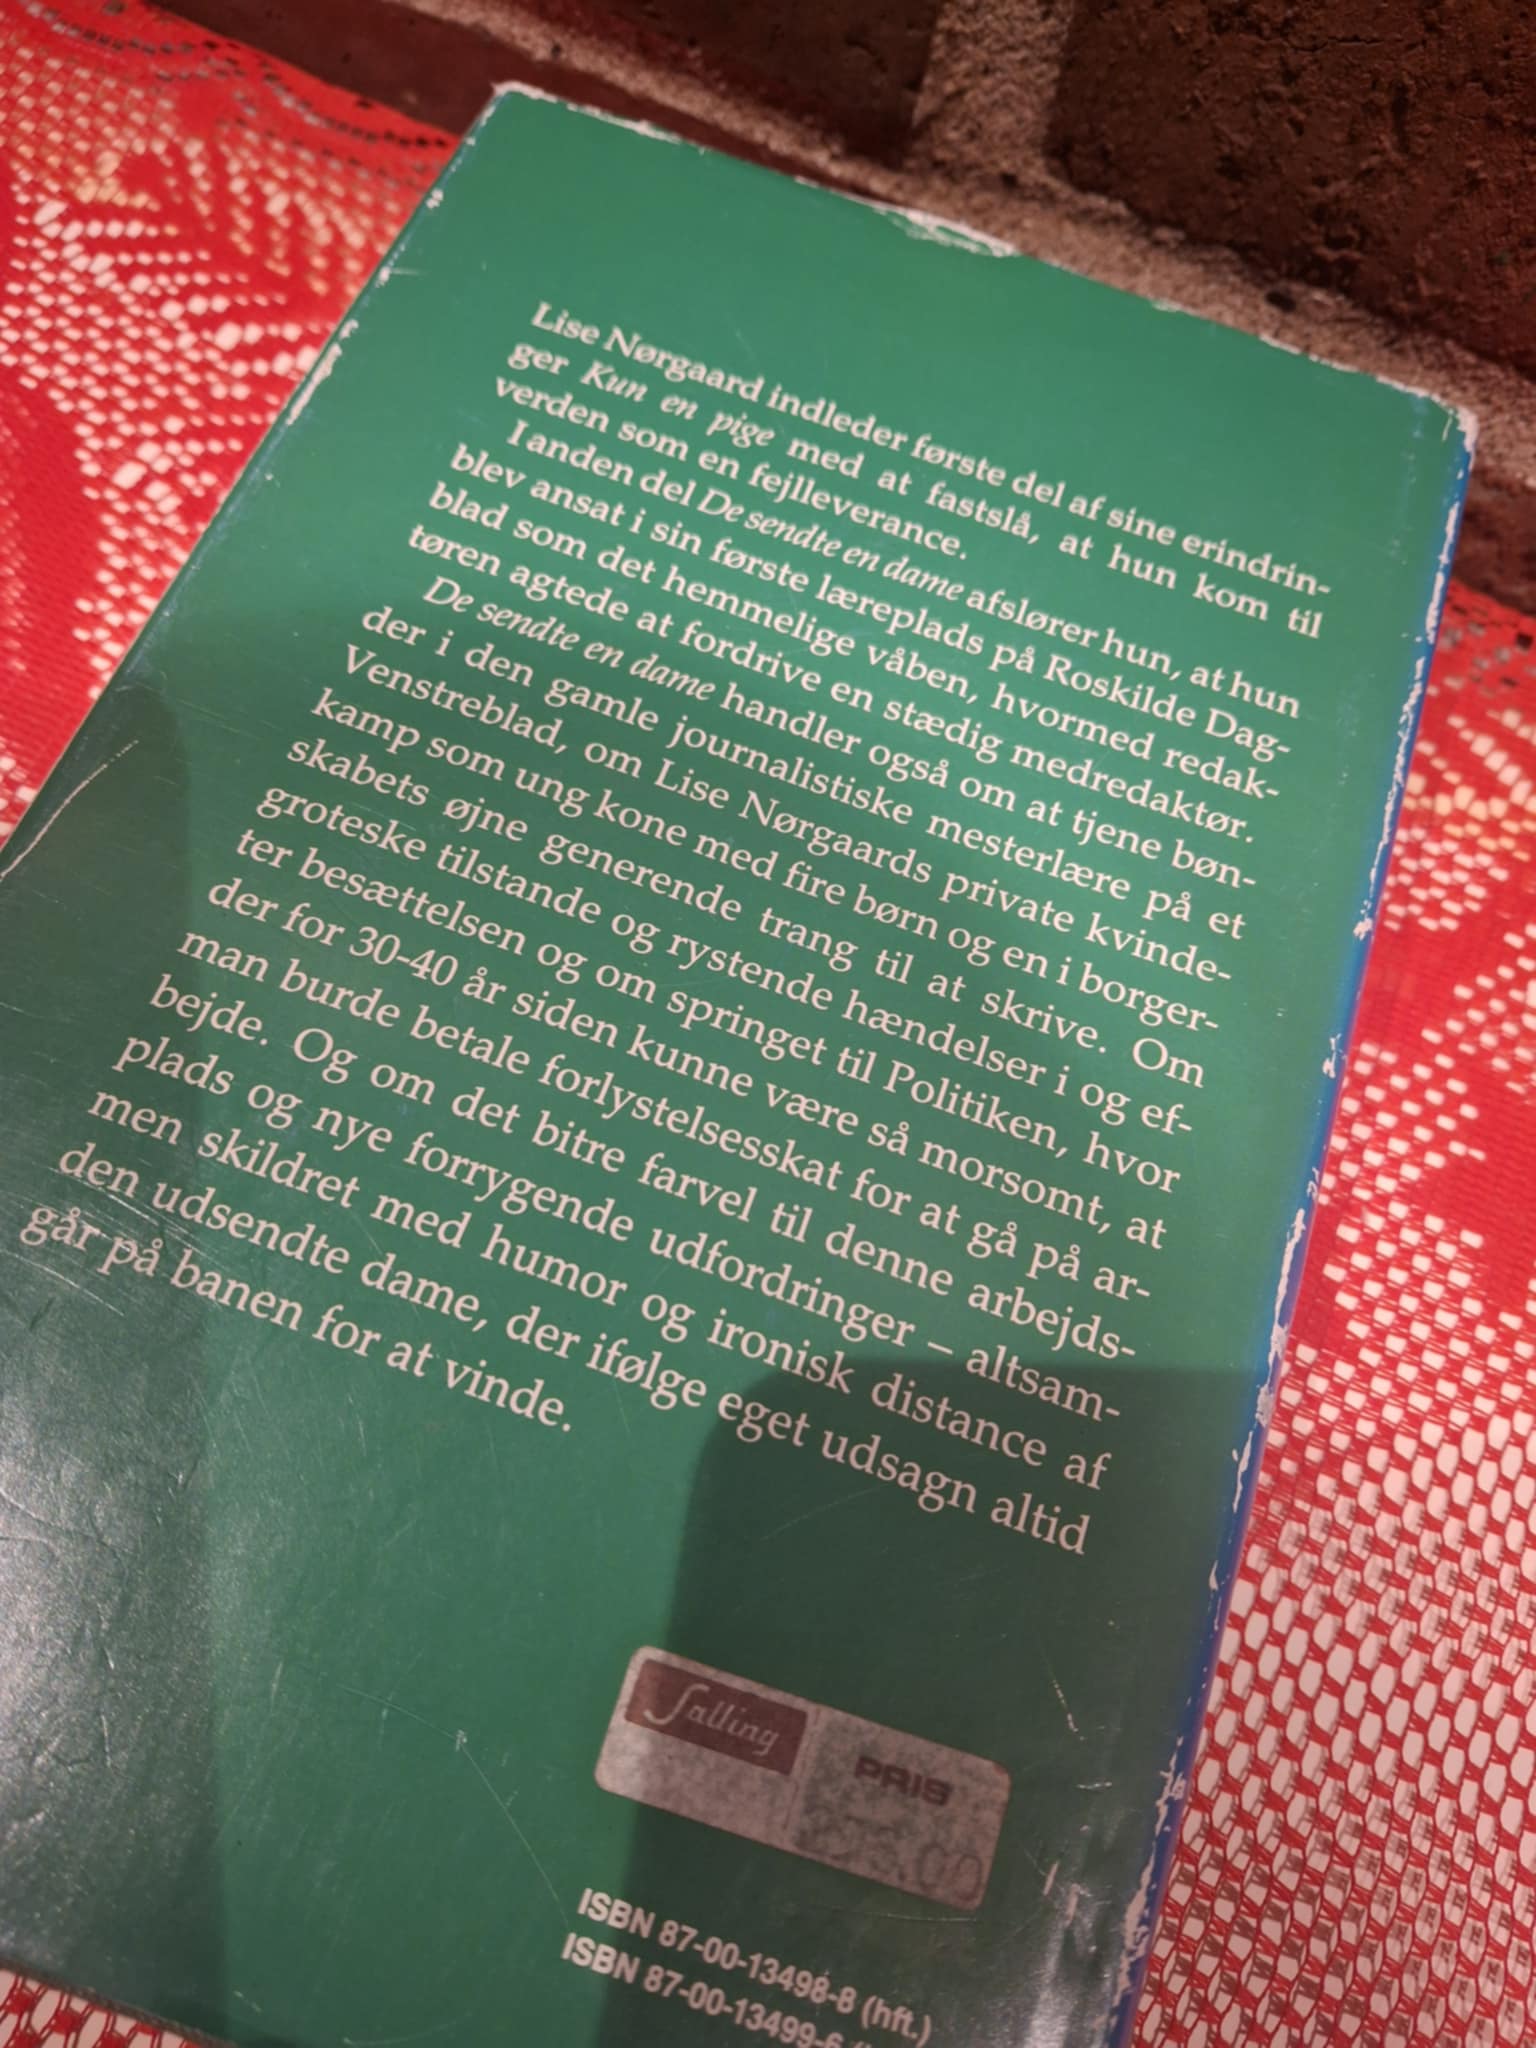 Lise Nørgaard indleder første del af sine erindrin-
ger Kun en pige med at fastslå, at hun kom til
verden som en fejlleverance.
I anden del De sendte en dame afslører hun, at hun
blev ansat i sin første læreplads på Roskilde Dag-
blad som det hemmelige våben, hvormed redak-
tøren agtede at fordrive en stædig medredaktør.
De sendte en dame handler også om at tjene bøn-
der i den gamle journalistiske mesterlære på et
Venstreblad, om Lise Nørgaards private kvinde-
kamp som ung kone med fire børn og en i borger-
skabets øjne generende trang til at skrive. Om
groteske tilstande og rystende hændelser i og ef-
ter besættelsen og om springet til Politiken, hvor
der for 30-40 år siden kunne være så morsomt, at
man burde betale forlystelsesskat for at gå på ar-
bejde. Og om det bitre farvel til denne arbejds-
plads og nye forrygende udfordringer – altsam-
men skildret med humor og ironisk distance af
den udsendte dame, der ifølge eget udsagn altid
går på banen for at vinde.
Salling
PRIS
ISBN 87-00-13498-8 (hft.)
ISBN 87-00-13499-6